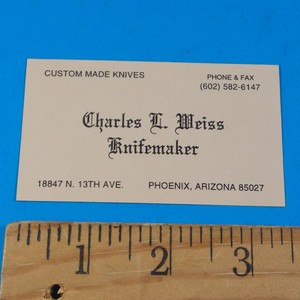 CUSTOM MADE KNIVES
PHONE & FAX
(602) 582-6147
Charles L. Weiss
Knifemaker
18847 N. 13TH AVE.
PHOENIX, ARIZONA 85027
1 2 3